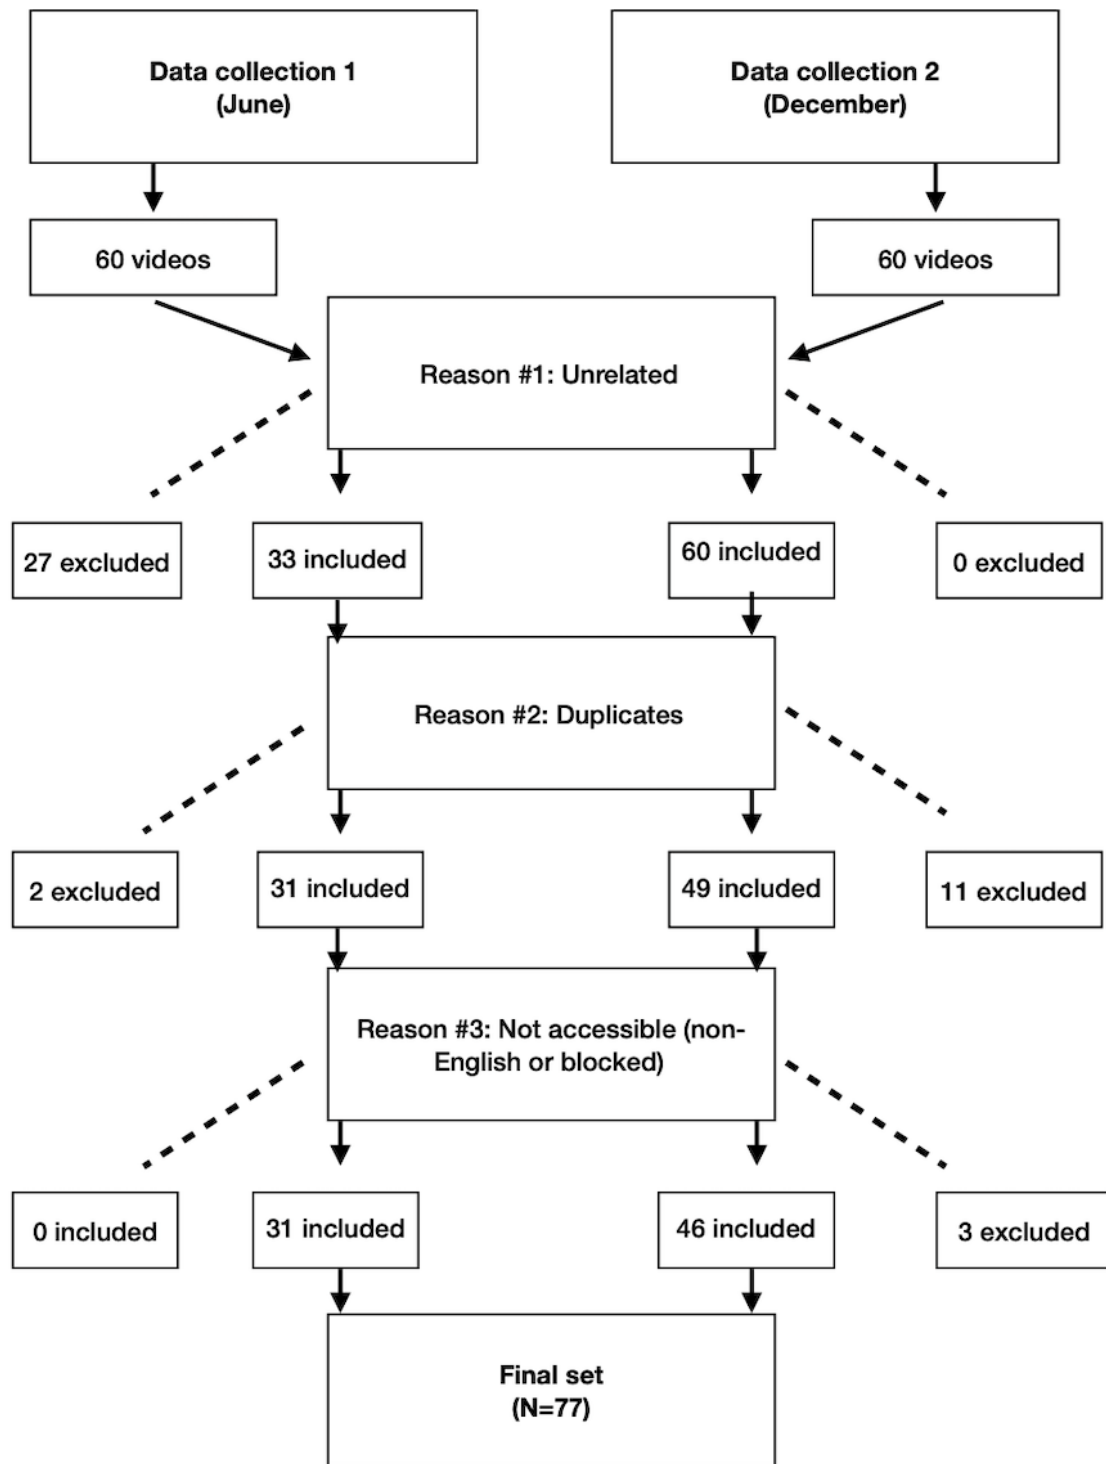 Data collection 1
(June)
Data collection 2
(December)
60 videos
60 videos
Reason #1: Unrelated
27 excluded
33 included
60 included
0 excluded
Reason #2: Duplicates
2 excluded
31 included
49 included
11 excluded
Reason #3: Not accessible (non-
English or blocked)
0 included
31 included
46 included
3 excluded
Final set
(N=77)